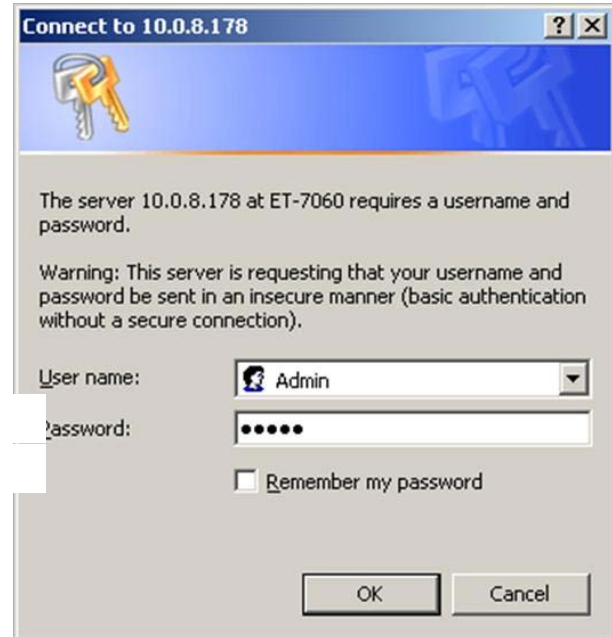 Connect to 10.0.8.178
The server 10.0.8.178 at ET-7060 requires a username and
password.
Warning: This server is requesting that your username and
password be sent in an insecure manner (basic authentication
without a secure connection).
User name:
Admin
Password:
•••••
Remember my password
OK
Cancel